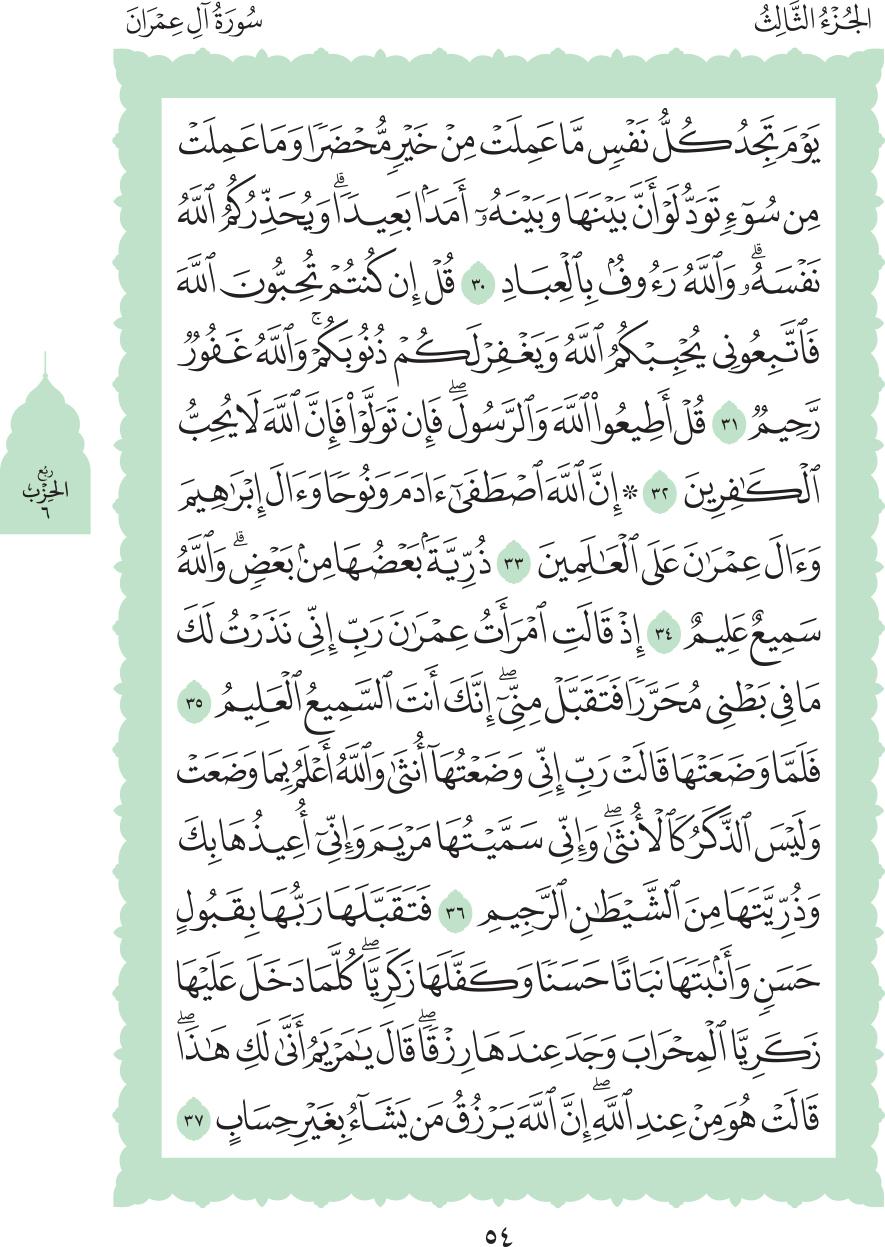 الجُزْءُ الثَّالِثُ
سُورَةُ آلِ عِمْرَانَ
يَوْمَ تَجِدُ كُلُّ نَفْسٖ مَّا عَمِلَتْ مِنْ خَيْرٖ مُّحْضَرٗا وَمَا عَمِلَتْ
مِن سُوٓءٖ تَوَدُّ لَوْ أَنَّ بَيْنَهَا وَبَيْنَهُۥٓ أَمَدَۢا بَعِيدٗاۗ وَيُحَذِّرُكُمُ ٱللَّهُ
نَفْسَهُۥۗ وَٱللَّهُ رَءُوفُۢ بِٱلْعِبَادِ ٣٠ قُلْ إِن كُنتُمْ تُحِبُّونَ ٱللَّهَ
فَٱتَّبِعُونِي يُحْبِبْكُمُ ٱللَّهُ وَيَغْفِرْ لَكُمْ ذُنُوبَكُمْۚ وَٱللَّهُ غَفُورٞ
رَّحِيمٞ ٣١ قُلْ أَطِيعُوا۟ ٱللَّهَ وَٱلرَّسُولَۖ فَإِن تَوَلَّوْا۟ فَإِنَّ ٱللَّهَ لَا يُحِبُّ
ٱلْكَٰفِرِينَ ٣٢ ۞ إِنَّ ٱللَّهَ ٱصْطَفَىٰٓ ءَادَمَ وَنُوحٗا وَءَالَ إِبْرَٰهِيمَ
وَءَالَ عِمْرَٰنَ عَلَى ٱلْعَٰلَمِينَ ٣٣ ذُرِّيَّةَۢ بَعْضُهَا مِنۢ بَعْضٖۗ وَٱللَّهُ
سَمِيعٌ عَلِيمٌ ٣٤ إِذْ قَالَتِ ٱمْرَأَتُ عِمْرَٰنَ رَبِّ إِنِّي نَذَرْتُ لَكَ
مَا فِي بَطْنِي مُحَرَّرٗا فَتَقَبَّلْ مِنِّيٓۖ إِنَّكَ أَنتَ ٱلسَّمِيعُ ٱلْعَلِيمُ ٣٥
فَلَمَّا وَضَعَتْهَا قَالَتْ رَبِّ إِنِّي وَضَعْتُهَآ أُنثَىٰ وَٱللَّهُ أَعْلَمُ بِمَا وَضَعَتْ
وَلَيْسَ ٱلذَّكَرُ كَٱلْأُنثَىٰۖ وَإِنِّي سَمَّيْتُهَا مَرْيَمَ وَإِنِّيٓ أُعِيذُهَا بِكَ
وَذُرِّيَّتَهَا مِنَ ٱلشَّيْطَٰنِ ٱلرَّجِيمِ ٣٦ فَتَقَبَّلَهَا رَبُّهَا بِقَبُولٍ
حَسَنٖ وَأَنۢبَتَهَا نَبَاتًا حَسَنٗا وَكَفَّلَهَا زَكَرِيَّاۖ كُلَّمَا دَخَلَ عَلَيْهَا
زَكَرِيَّا ٱلْمِحْرَابَ وَجَدَ عِندَهَا رِزْقٗاۖ قَالَ يَٰمَرْيَمُ أَنَّىٰ لَكِ هَٰذَاۖ
قَالَتْ هُوَ مِنْ عِندِ ٱللَّهِۖ إِنَّ ٱللَّهَ يَرْزُقُ مَن يَشَآءُ بِغَيْرِ حِسَابٍ ٣٧
ربع
الحِزْب
٦
٥٤